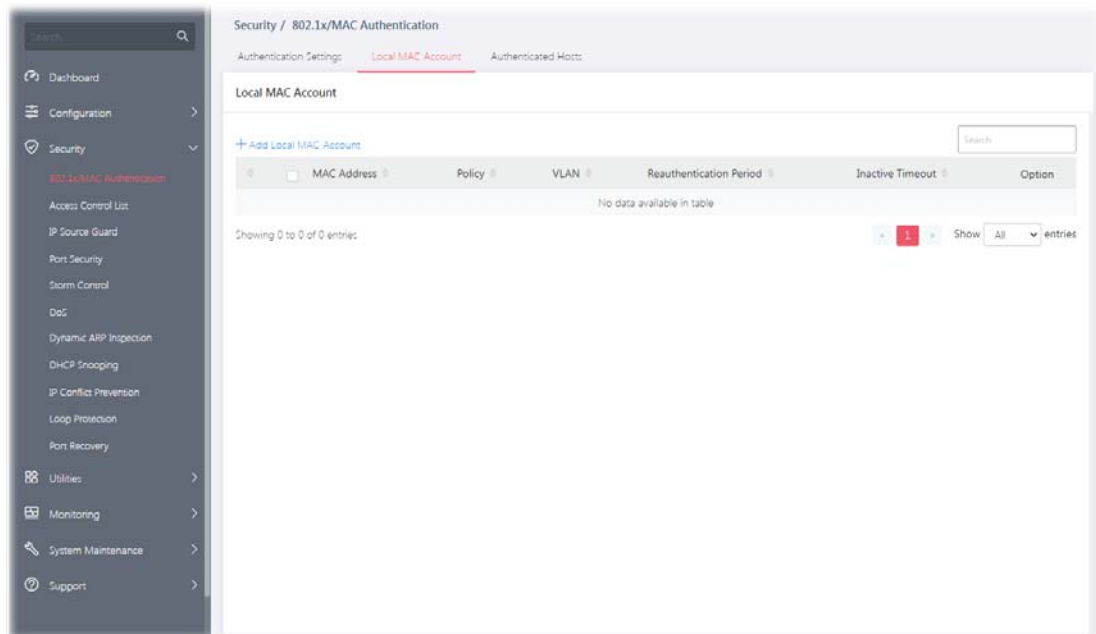 Search
Dashboard
Configuration
Security
802.1x/MAC Authentication
Access Control List
IP Source Guard
Port Security
Storm Control
DoS
Dynamic ARP Inspection
DHCP Snooping
IP Conflict Prevention
Loop Protection
Port Recovery
Utilities
Monitoring
System Maintenance
Support
Security / 802.1x/MAC Authentication
Authentication Settings Local MAC Account Authenticated Hosts
Local MAC Account
+ Add Local MAC Account Search
MAC Address Policy VLAN Reauthentication Period Inactive Timeout Option
No data available in table
Showing 0 to 0 of 0 entries « 1 » Show All entries